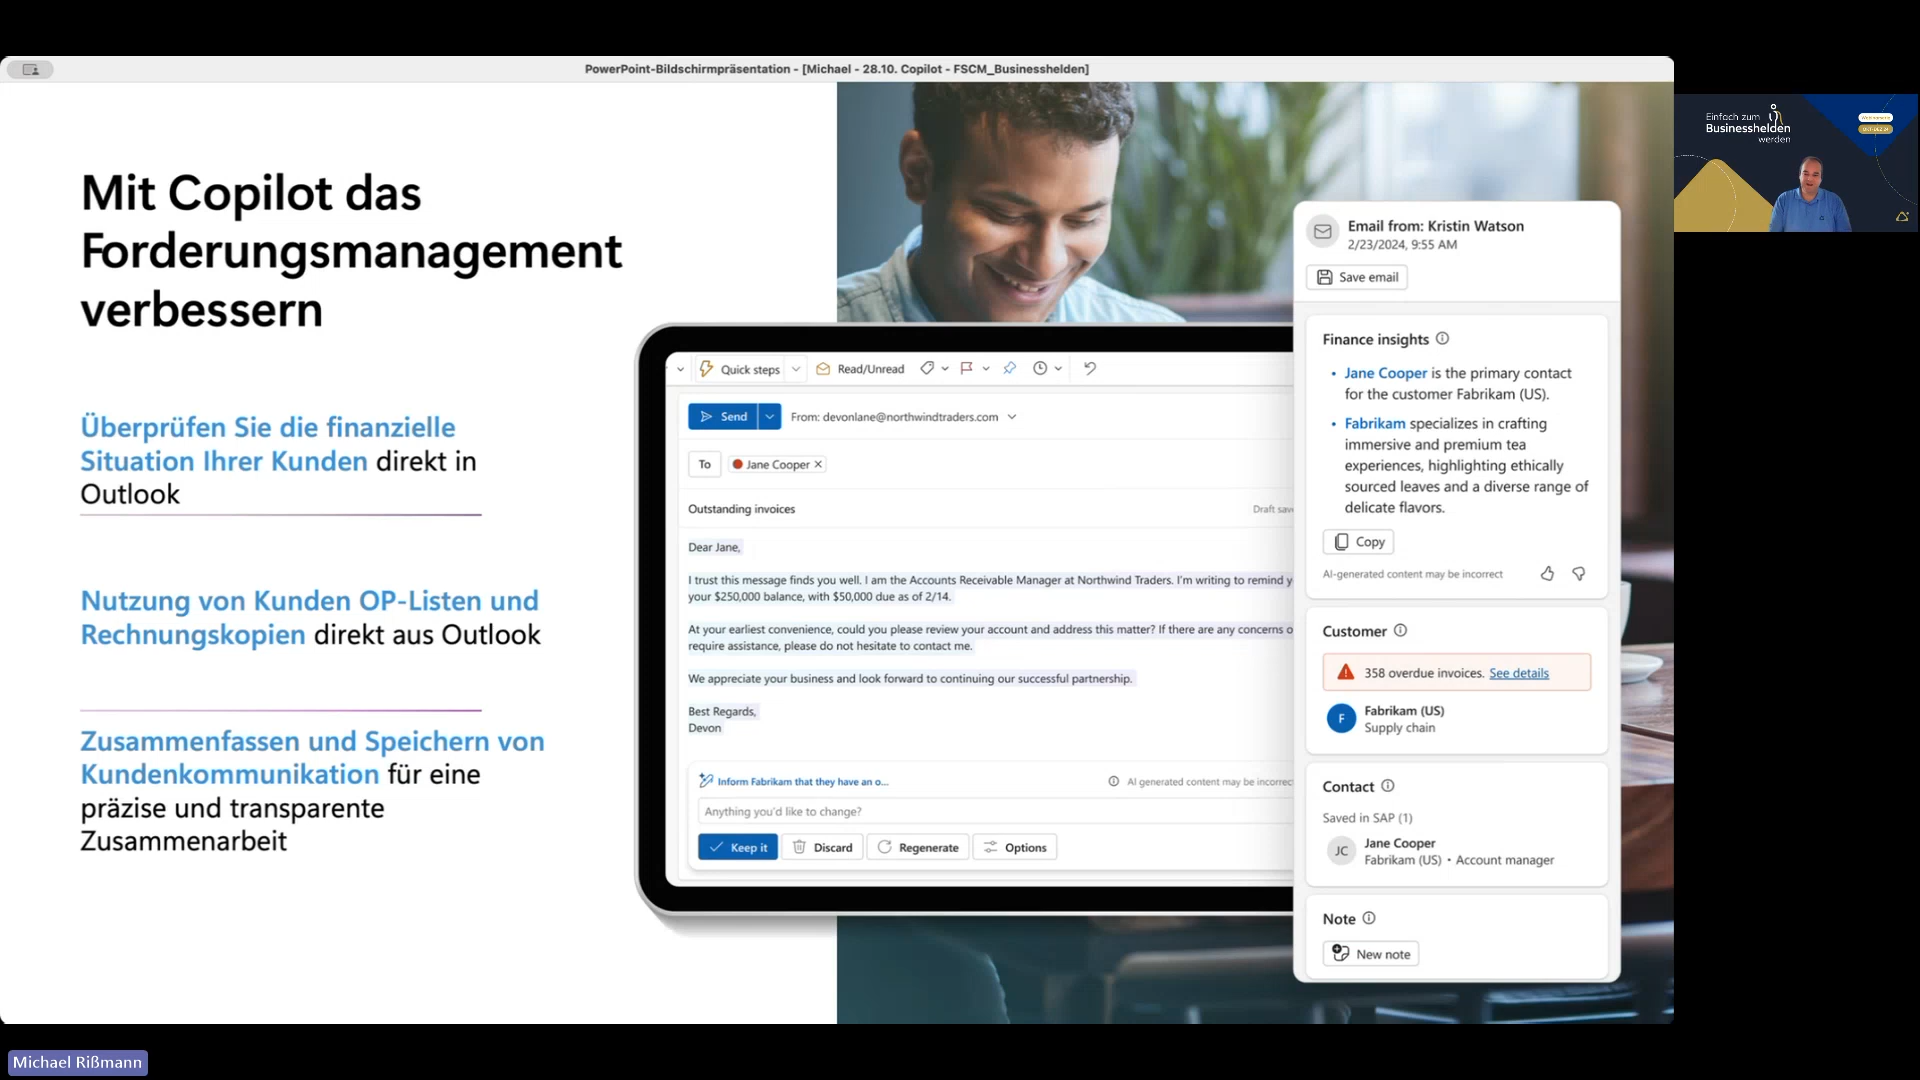 PowerPoint-Bildschirmpräsentation - [Michael - 28.10. Copilot - FSCM_Businesshelden]
Mit Copilot das
Forderungsmanagement
verbessern
Überprüfen Sie die finanzielle
Situation Ihrer Kunden direkt in
Outlook
Nutzung von Kunden OP-Listen und
Rechnungskopien direkt aus Outlook
Zusammenfassen und Speichern von
Kundenkommunikation für eine
präzise und transparente
Zusammenarbeit
Quick steps
Read/Unread
Send
From: devonlane@northwindtraders.com
To
Jane Cooper
Outstanding invoices
Draft save
Dear Jane,
I trust this message finds you well. I am the Accounts Receivable Manager at Northwind Traders. I'm writing to remind y
your $250,000 balance, with $50,000 due as of 2/14.
At your earliest convenience, could you please review your account and address this matter? If there are any concerns o
require assistance, please do not hesitate to contact me.
We appreciate your business and look forward to continuing our successful partnership.
Best Regards,
Devon
Inform Fabrikam that they have an o...
AI generated content may be incorrect
Anything you'd like to change?
Keep it
Discard
Regenerate
Options
Email from: Kristin Watson
2/23/2024, 9:55 AM
Save email
Finance insights
• Jane Cooper is the primary contact
for the customer Fabrikam (US).
• Fabrikam specializes in crafting
immersive and premium tea
experiences, highlighting ethically
sourced leaves and a diverse range of
delicate flavors.
Copy
AI-generated content may be incorrect
Customer
358 overdue invoices. See details
F
Fabrikam (US)
Supply chain
Contact
Saved in SAP (1)
JC
Jane Cooper
Fabrikam (US) • Account manager
Note
New note
Einfach zum
Businesshelden
werden
Michael Rißmann